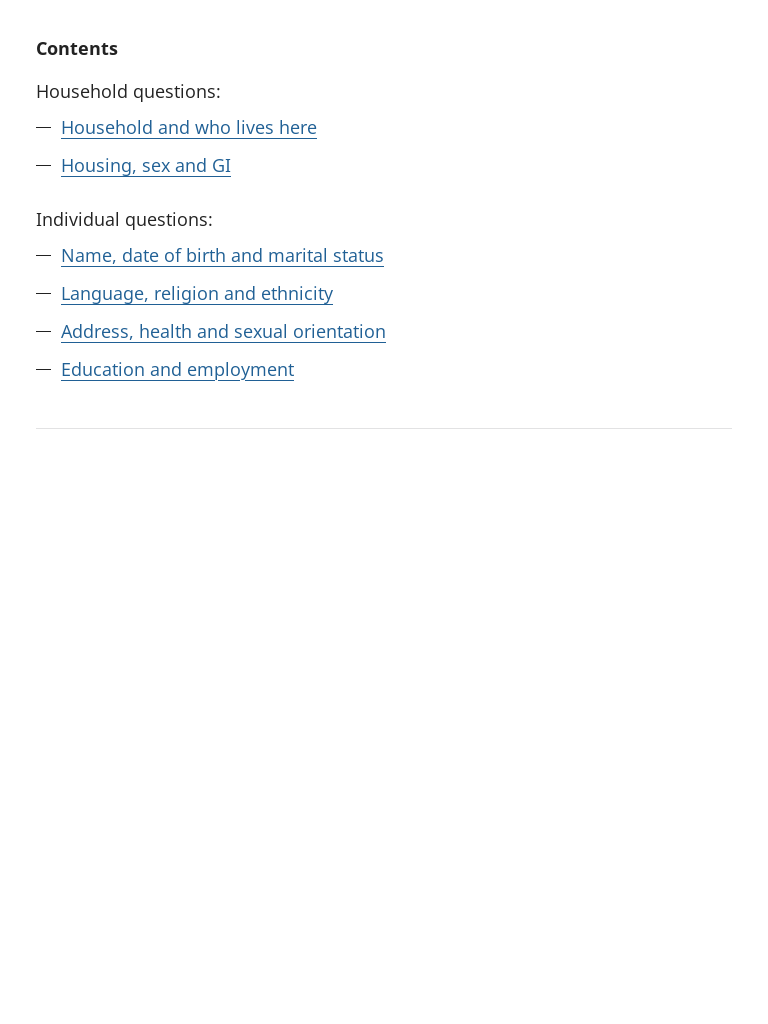 Contents
Household questions:
— Household and who lives here
— Housing, sex and GI
Individual questions:
— Name, date of birth and marital status
— Language, religion and ethnicity
— Address, health and sexual orientation
— Education and employment